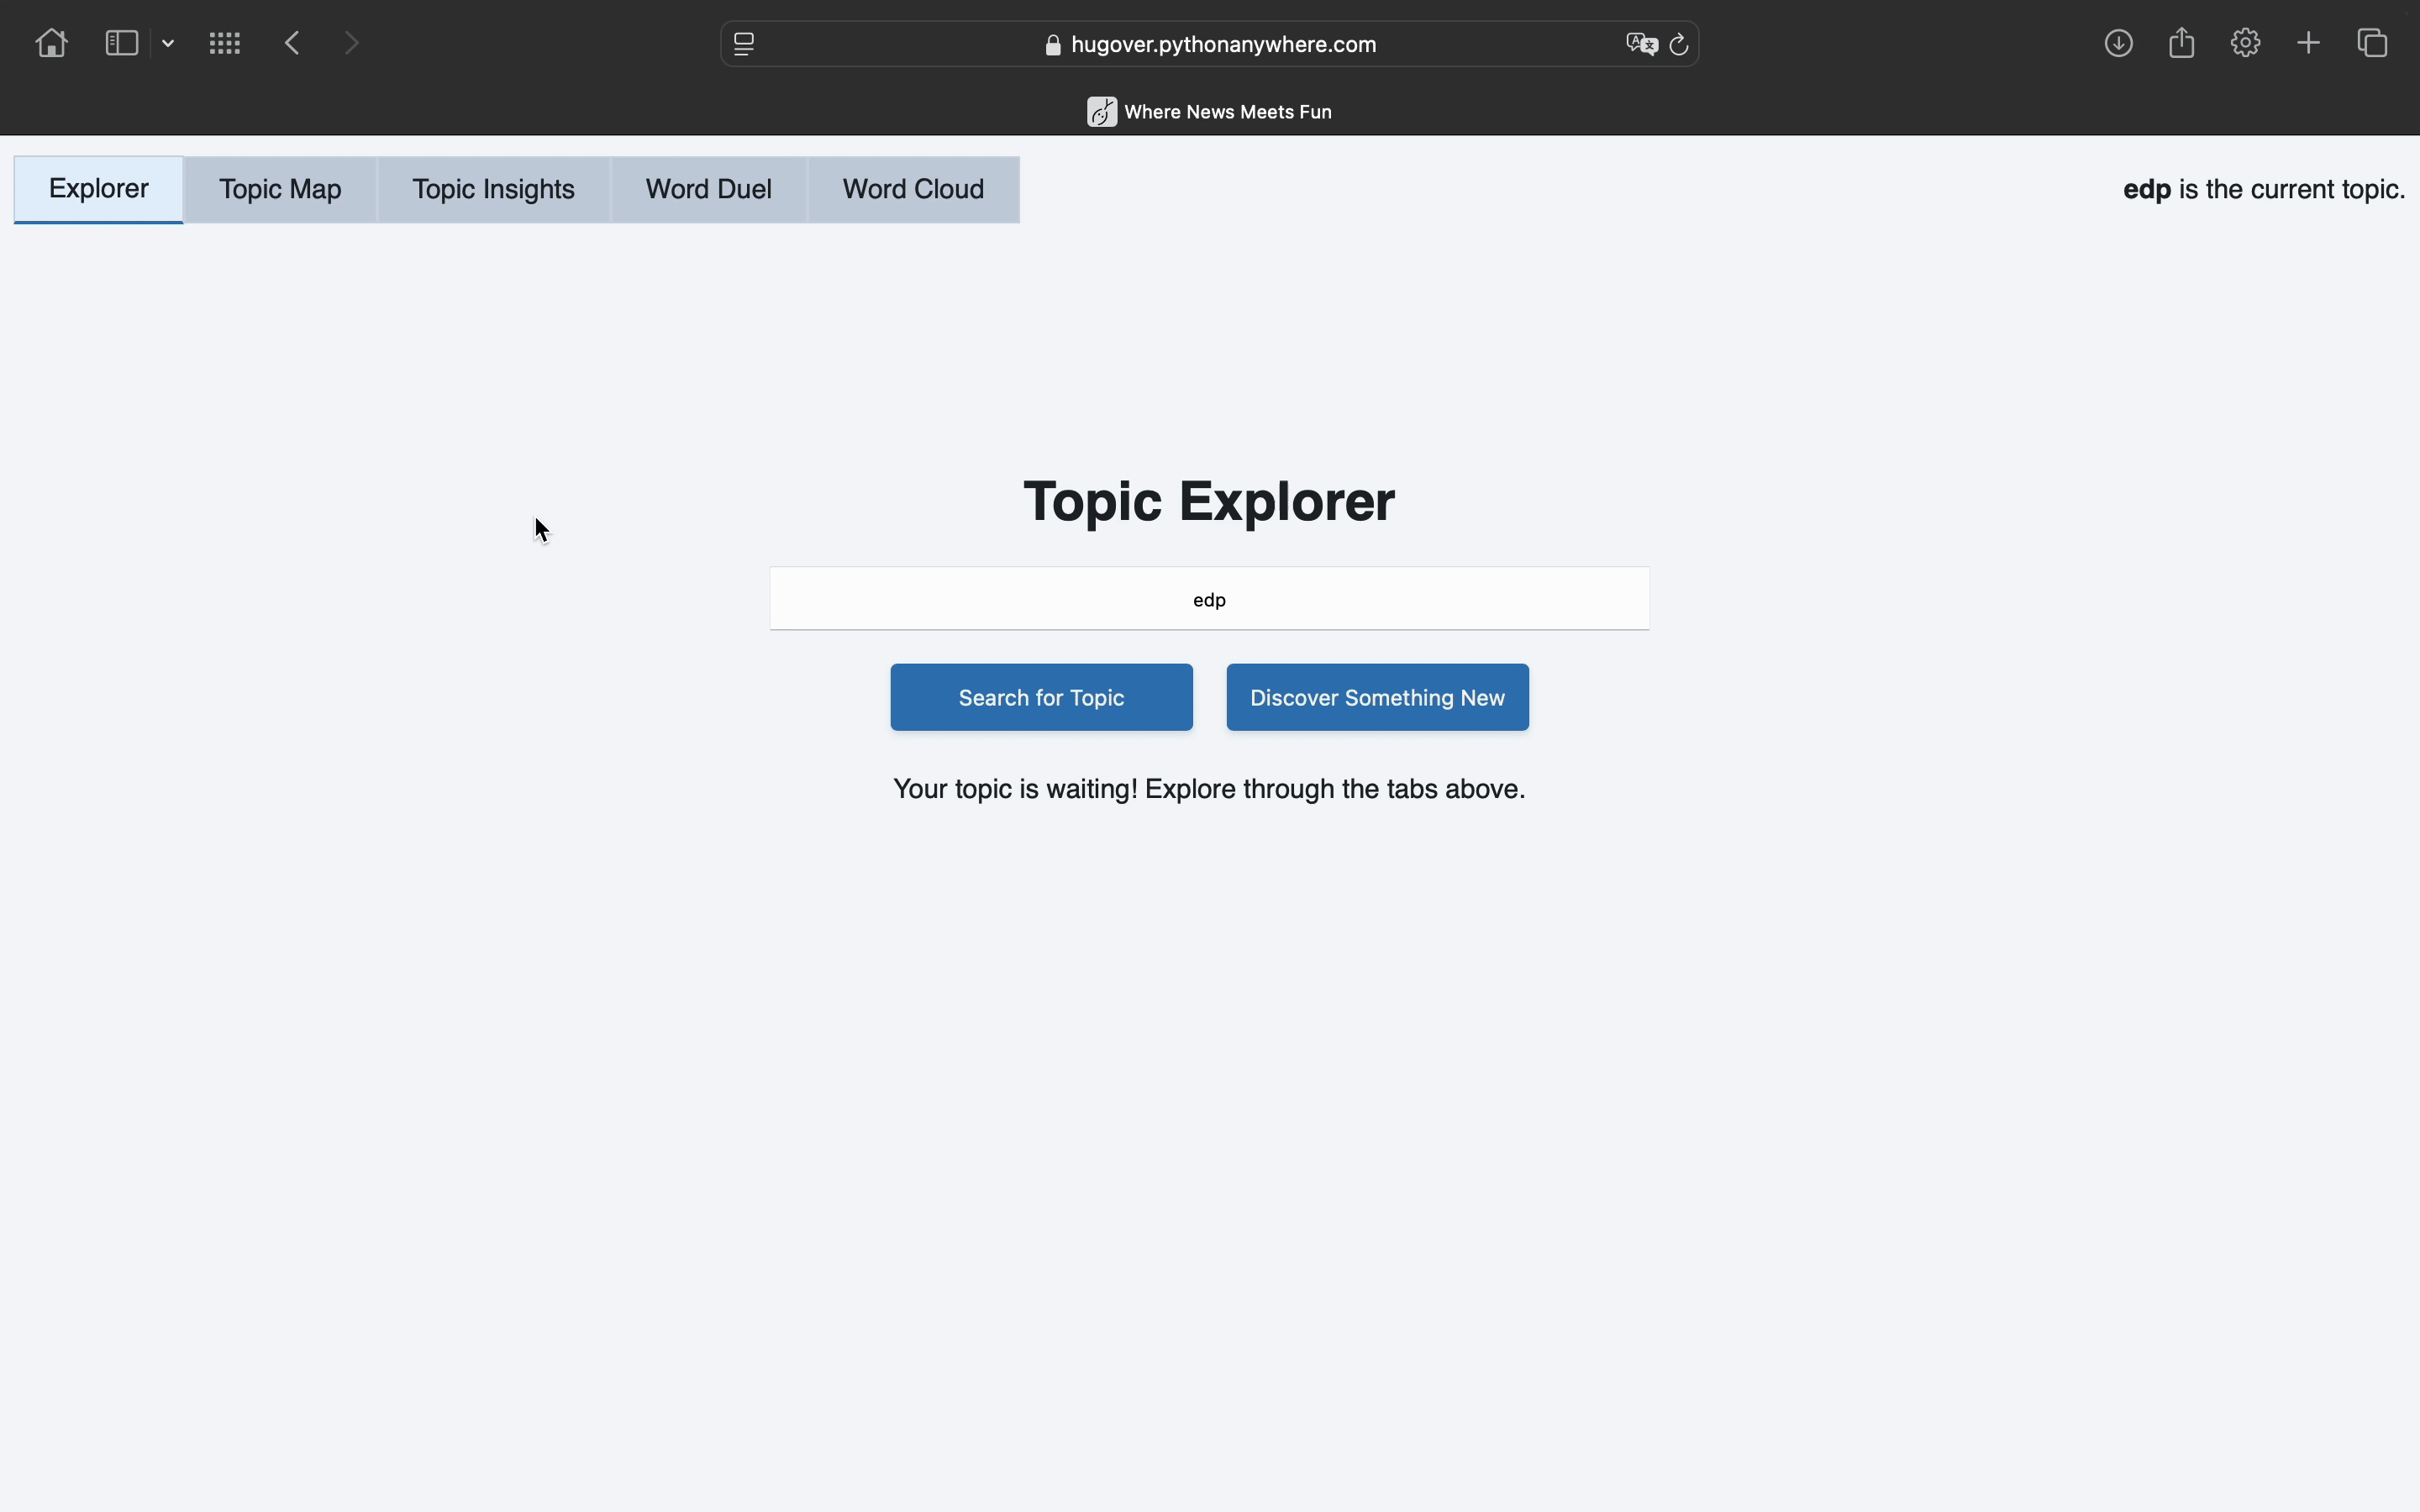 hugover.pythonanywhere.com
Where News Meets Fun
Explorer
Topic Map
Topic Insights
Word Duel
Word Cloud
edp is the current topic.
Topic Explorer
edp
Search for Topic
Discover Something New
Your topic is waiting! Explore through the tabs above.